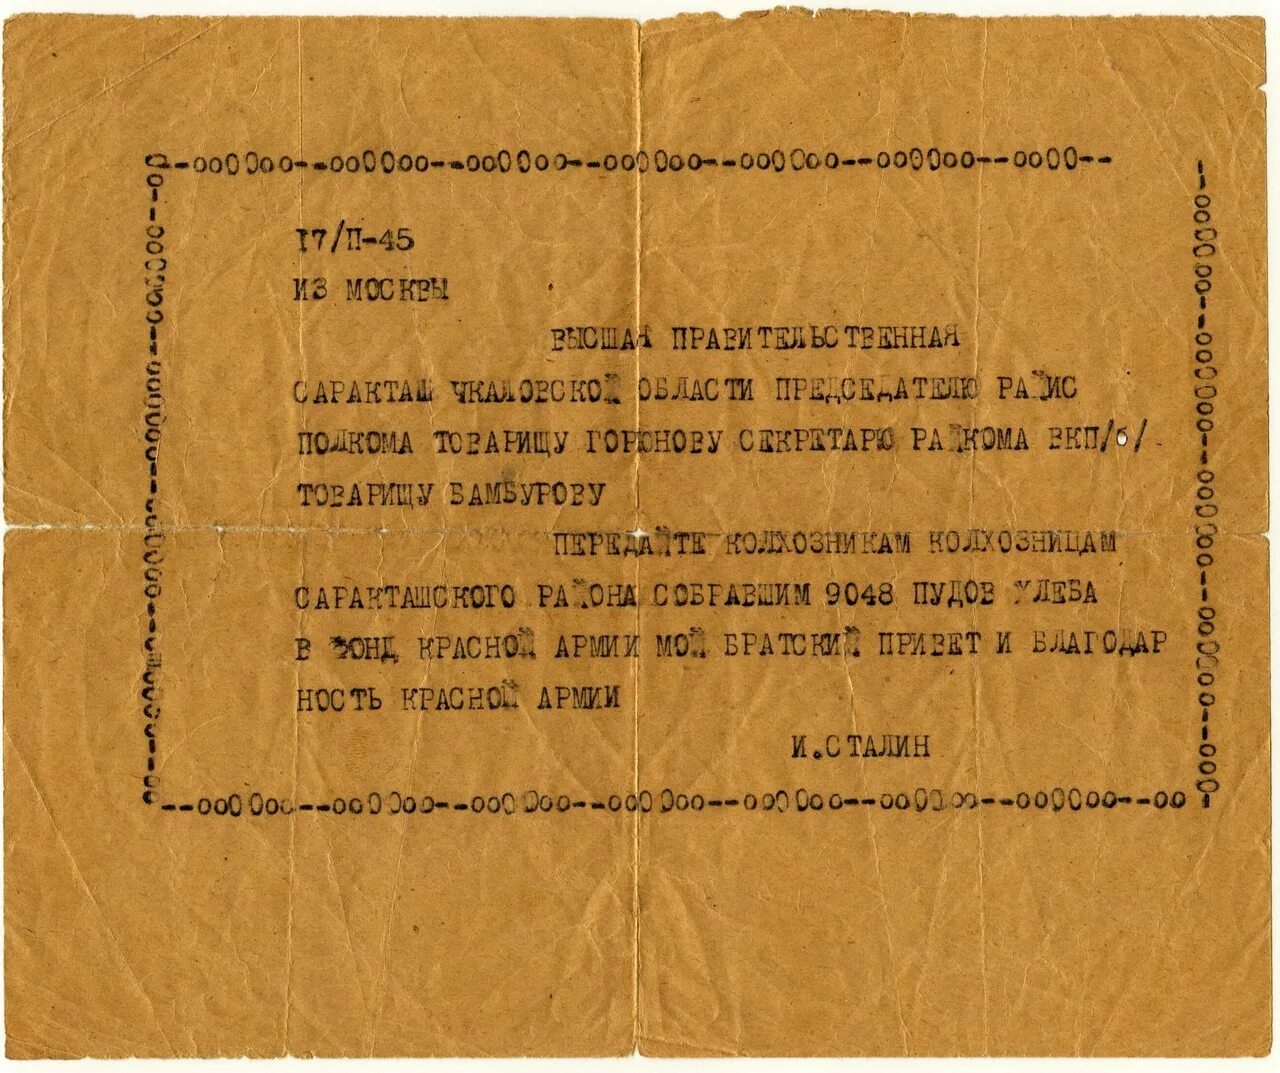 17/П-45
ИЗ МОСКВЫ
ВЫСШАЯ ПРАВИТЕЛЬСТВЕННАЯ
САРАКТАШ ЧКАЛОВСКОЙ ОБЛАСТИ ПРЕДСЕДАТЕЛЮ РАЙИС
ПОЛКОМА ТОВАРИЩУ ГОРЮНОВУ СЕКРЕТАРЮ РАЙКОМА ВКП/б/
ТОВАРИЩУ БАМБУРОВУ
ПЕРЕДАЙТЕ КОЛХОЗНИКАМ КОЛХОЗНИЦАМ
САРАКТАШСКОГО РАЙОНА СОБРАВШИМ 9048 ПУДОВ ХЛЕБА
В ФОНД КРАСНОЙ АРМИИ МОЙ БРАТСКИЙ ПРИВЕТ И БЛАГОДАР
НОСТЬ КРАСНОЙ АРМИИ
И.СТАЛИН